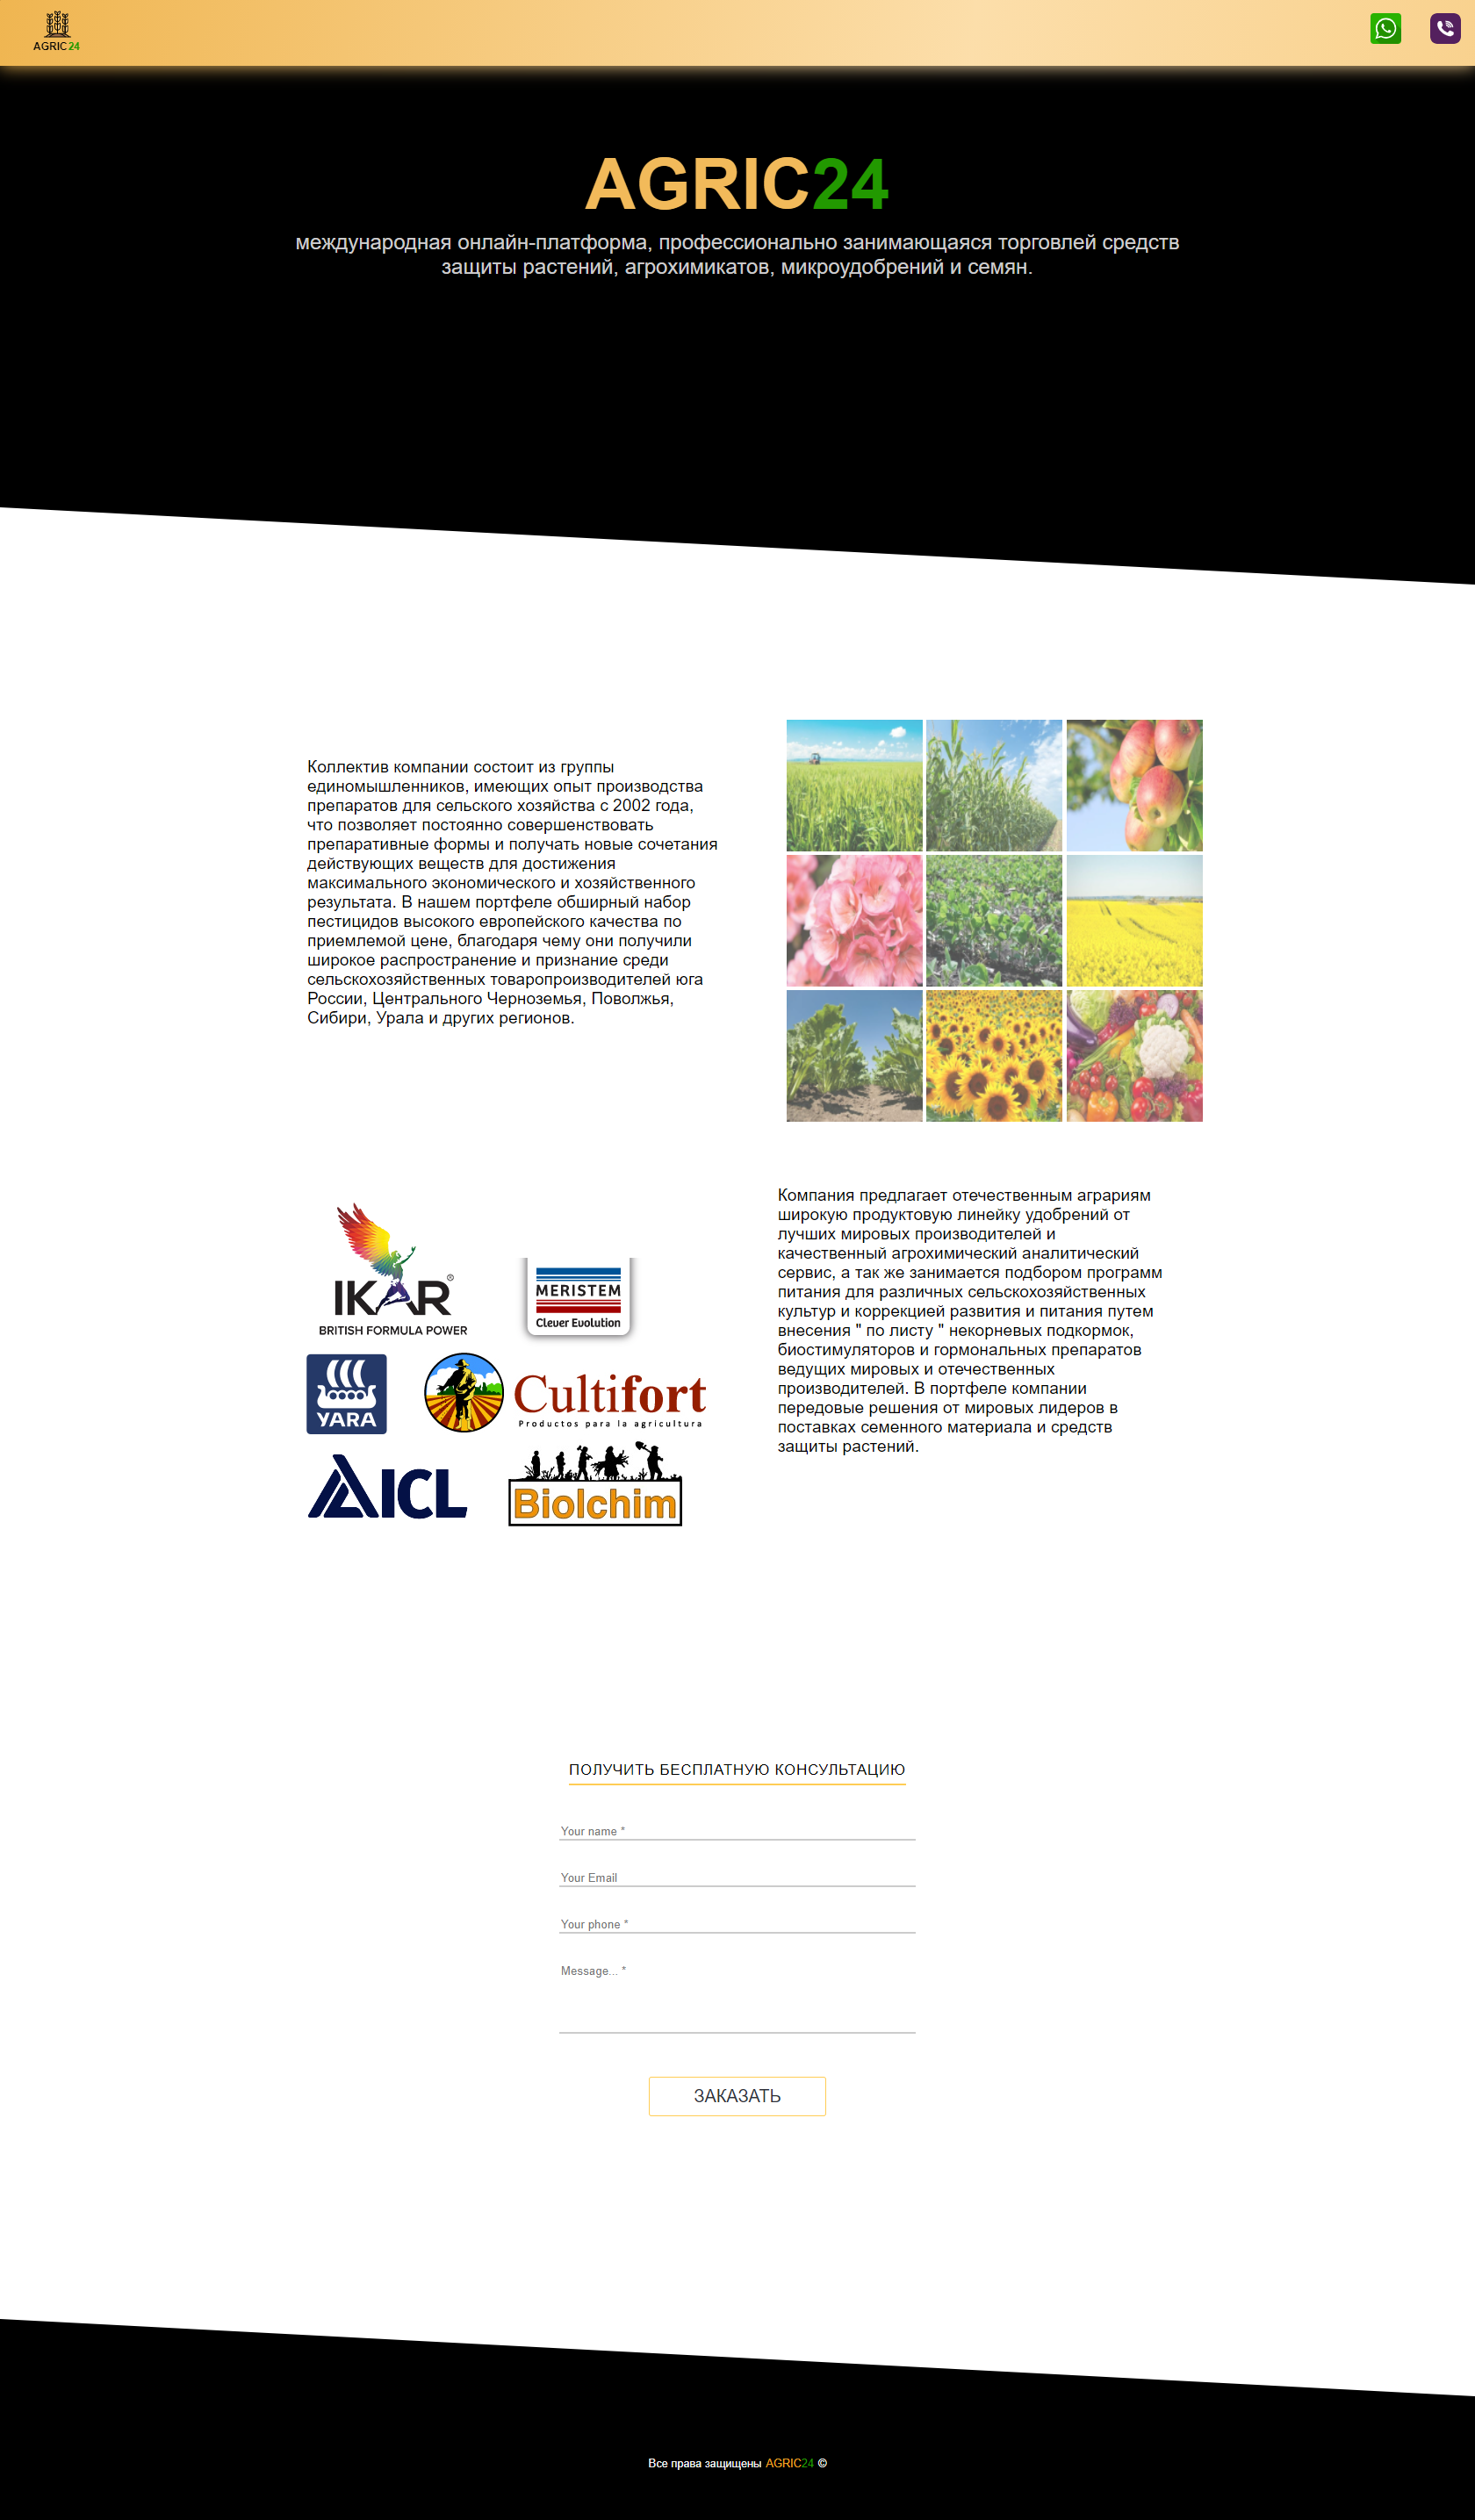 AGRIC24
AGRIC24
международная онлайн-платформа, профессионально занимающаяся торговлей средств
защиты растений, агрохимикатов, микроудобрений и семян.
Коллектив компании состоит из группы
единомышленников, имеющих опыт производства
препаратов для сельского хозяйства с 2002 года,
что позволяет постоянно совершенствовать
препаративные формы и получать новые сочетания
действующих веществ для достижения
максимального экономического и хозяйственного
результата. В нашем портфеле обширный набор
пестицидов высокого европейского качества по
приемлемой цене, благодаря чему они получили
широкое распространение и признание среди
сельскохозяйственных товаропроизводителей юга
России, Центрального Черноземья, Поволжья,
Сибири, Урала и других регионов.
IKAR®
BRITISH FORMULA POWER
MERISTEM
Clever Evolution
YARA
Cultifort
Productos para la agricultura
ICL
Biolchim
Компания предлагает отечественным аграриям
широкую продуктовую линейку удобрений от
лучших мировых производителей и
качественный агрохимический аналитический
сервис, а так же занимается подбором программ
питания для различных сельскохозяйственных
культур и коррекцией развития и питания путем
внесения " по листу " некорневых подкормок,
биостимуляторов и гормональных препаратов
ведущих мировых и отечественных
производителей. В портфеле компании
передовые решения от мировых лидеров в
поставках семенного материала и средств
защиты растений.
ПОЛУЧИТЬ БЕСПЛАТНУЮ КОНСУЛЬТАЦИЮ
Your name *
Your Email
Your phone *
Message... *
ЗАКАЗАТЬ
Все права защищены AGRIC24 ©